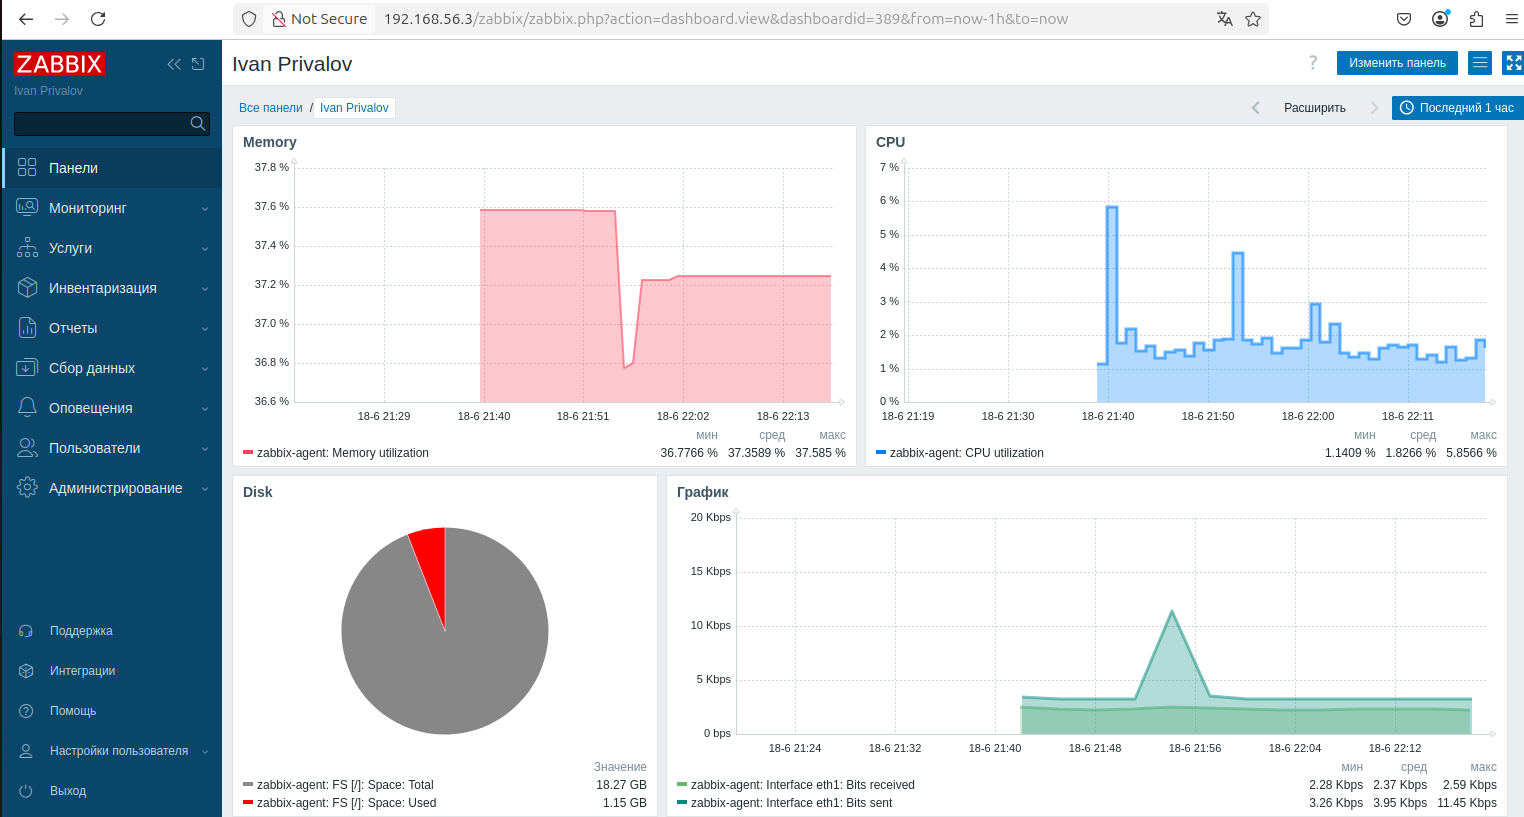 Not Secure 192.168.56.3/zabbix/zabbix.php?action=dashboard.view&dashboardid=389&from=now-1h&to=now
ZABBIX
Ivan Privalov
Панели
Мониторинг
Услуги
Инвентаризация
Отчеты
Сбор данных
Оповещения
Пользователи
Администрирование
Поддержка
Интеграции
Помощь
Настройки пользователя
Выход
Ivan Privalov
? Изменить панель
Все панели / Ivan Privalov
Расширить Последний 1 час
Memory
37.8 %
37.6 %
37.4 %
37.2 %
37.0 %
36.8 %
36.6 %
18-6 21:29 18-6 21:40 18-6 21:51 18-6 22:02 18-6 22:13
мин сред макс
zabbix-agent: Memory utilization 36.7766 % 37.3589 % 37.585 %
CPU
7 %
6 %
5 %
4 %
3 %
2 %
1 %
0 %
18-6 21:19 18-6 21:30 18-6 21:40 18-6 21:50 18-6 22:00 18-6 22:11
мин сред макс
zabbix-agent: CPU utilization 1.1409 % 1.8266 % 5.8566 %
Disk
Значение
zabbix-agent: FS [/]: Space: Total 18.27 GB
zabbix-agent: FS [/]: Space: Used 1.15 GB
График
20 Kbps
15 Kbps
10 Kbps
5 Kbps
0 bps
18-6 21:24 18-6 21:32 18-6 21:40 18-6 21:48 18-6 21:56 18-6 22:04 18-6 22:12
мин сред макс
zabbix-agent: Interface eth1: Bits received 2.28 Kbps 2.37 Kbps 2.59 Kbps
zabbix-agent: Interface eth1: Bits sent 3.26 Kbps 3.95 Kbps 11.45 Kbps